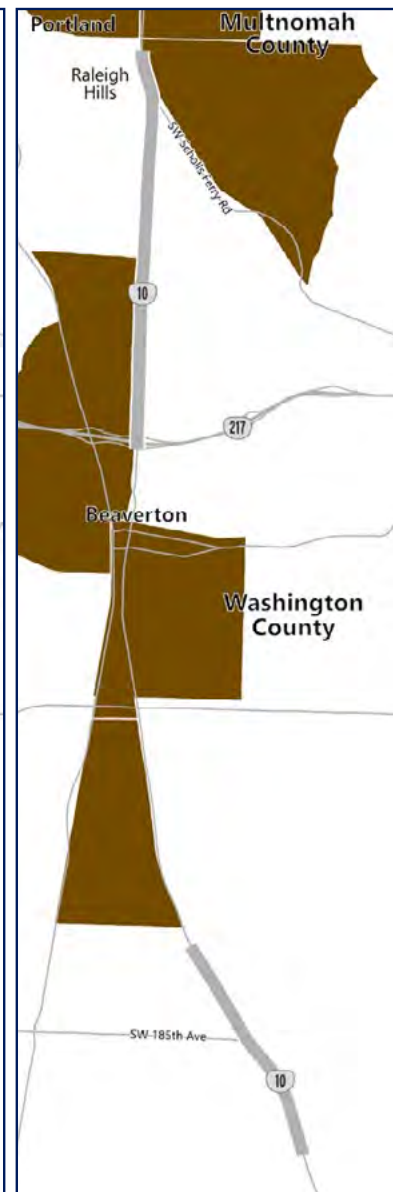 Portland
Multnomah
County
Raleigh
Hills
SW Scholls Ferry Rd
10
217
Beaverton
Washington
County
SW 185th Ave
10